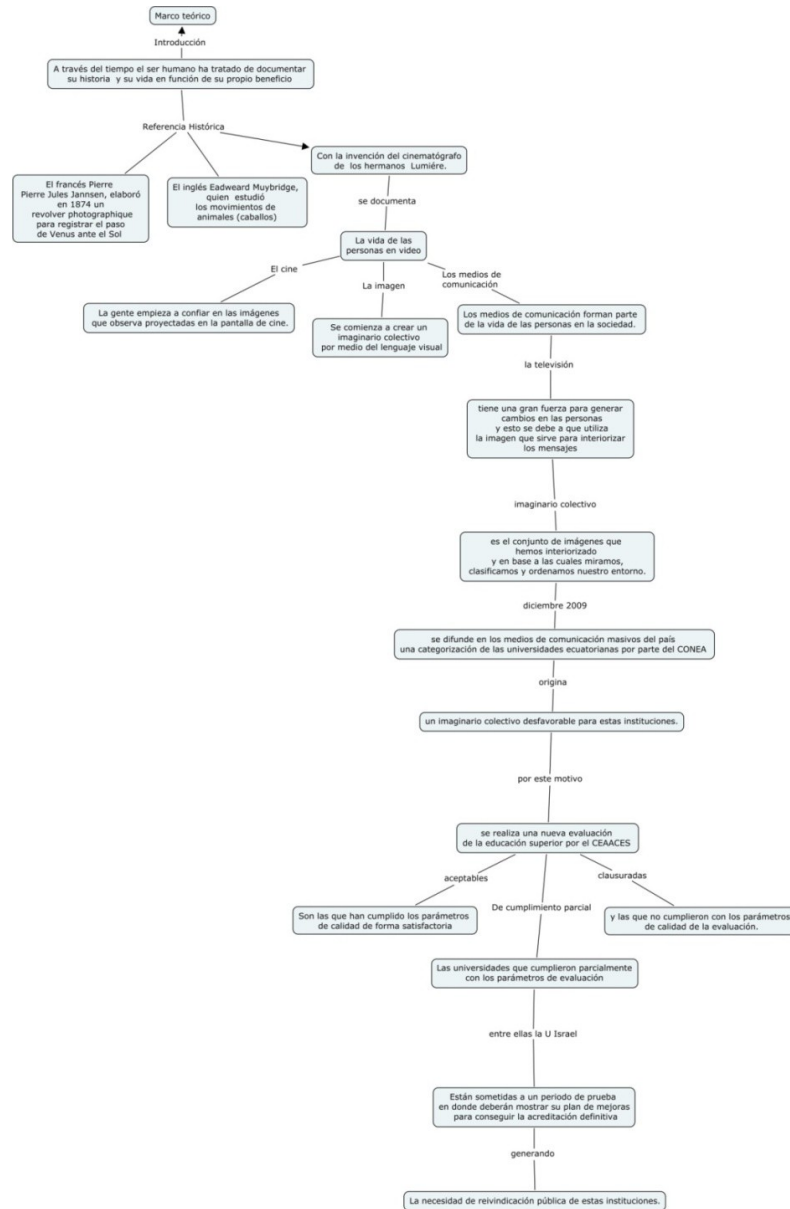 Marco teórico
Introducción
A través del tiempo el ser humano ha tratado de documentar
su historia y su vida en función de su propio beneficio
Referencia Histórica
El francés Pierre
Pierre Jules Jannsen, elaboró
en 1874 un
revolver photographique
para registrar el paso
de Venus ante el Sol
El inglés Eadweard Muybridge,
quien estudió
los movimientos de
animales (caballos)
Con la invención del cinematógrafo
de los hermanos Lumiére.
se documenta
La vida de las
personas en video
El cine
La imagen
Los medios de
comunicación
La gente empieza a confiar en las imágenes
que observa proyectadas en la pantalla de cine.
Se comienza a crear un
imaginario colectivo
por medio del lenguaje visual
Los medios de comunicación forman parte
de la vida de las personas en la sociedad.
la televisión
tiene una gran fuerza para generar
cambios en las personas
y esto se debe a que utiliza
la imagen que sirve para interiorizar
los mensajes
imaginario colectivo
es el conjunto de imágenes que
hemos interiorizado
y en base a las cuales miramos,
clasificamos y ordenamos nuestro entorno.
diciembre 2009
se difunde en los medios de comunicación masivos del país
una categorización de las universidades ecuatorianas por parte del CONEA
origina
un imaginario colectivo desfavorable para estas instituciones.
por este motivo
se realiza una nueva evaluación
de la educación superior por el CEAACES
aceptables
De cumplimiento parcial
clausuradas
Son las que han cumplido los parámetros
de calidad de forma satisfactoria
y las que no cumplieron con los parámetros
de calidad de la evaluación.
Las universidades que cumplieron parcialmente
con los parámetros de evaluación
entre ellas la U Israel
Están sometidas a un periodo de prueba
en donde deberán mostrar su plan de mejoras
para conseguir la acreditación definitiva
generando
La necesidad de reivindicación pública de estas instituciones.